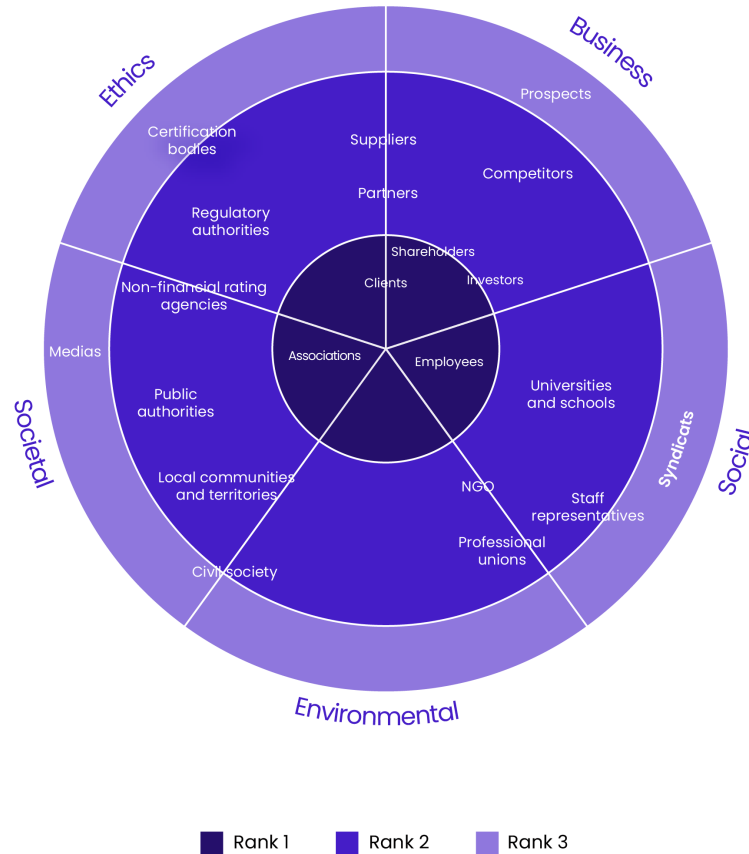 Ethics
Business
Prospects
Certification
bodies
Suppliers
Competitors
Partners
Regulatory
authorities
Shareholders
Clients
Investors
Non-financial rating
agencies
Medias
Associations
Employees
Universities
and schools
Public
authorities
Societal
Syndicats
Social
Local communities
and territories
NGO
Staff
representatives
Professional
unions
Civil society
Environmental
Rank 1
Rank 2
Rank 3